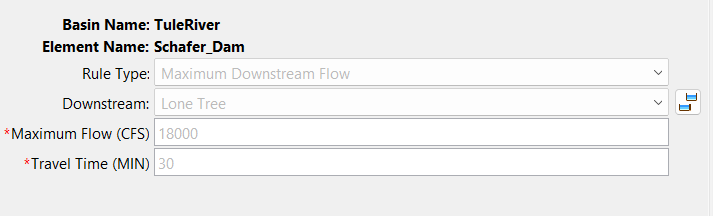 Basin Name: TuleRiver
Element Name: Schafer_Dam
Rule Type: Maximum Downstream Flow
Downstream: Lone Tree
*Maximum Flow (CFS) 18000
*Travel Time (MIN) 30